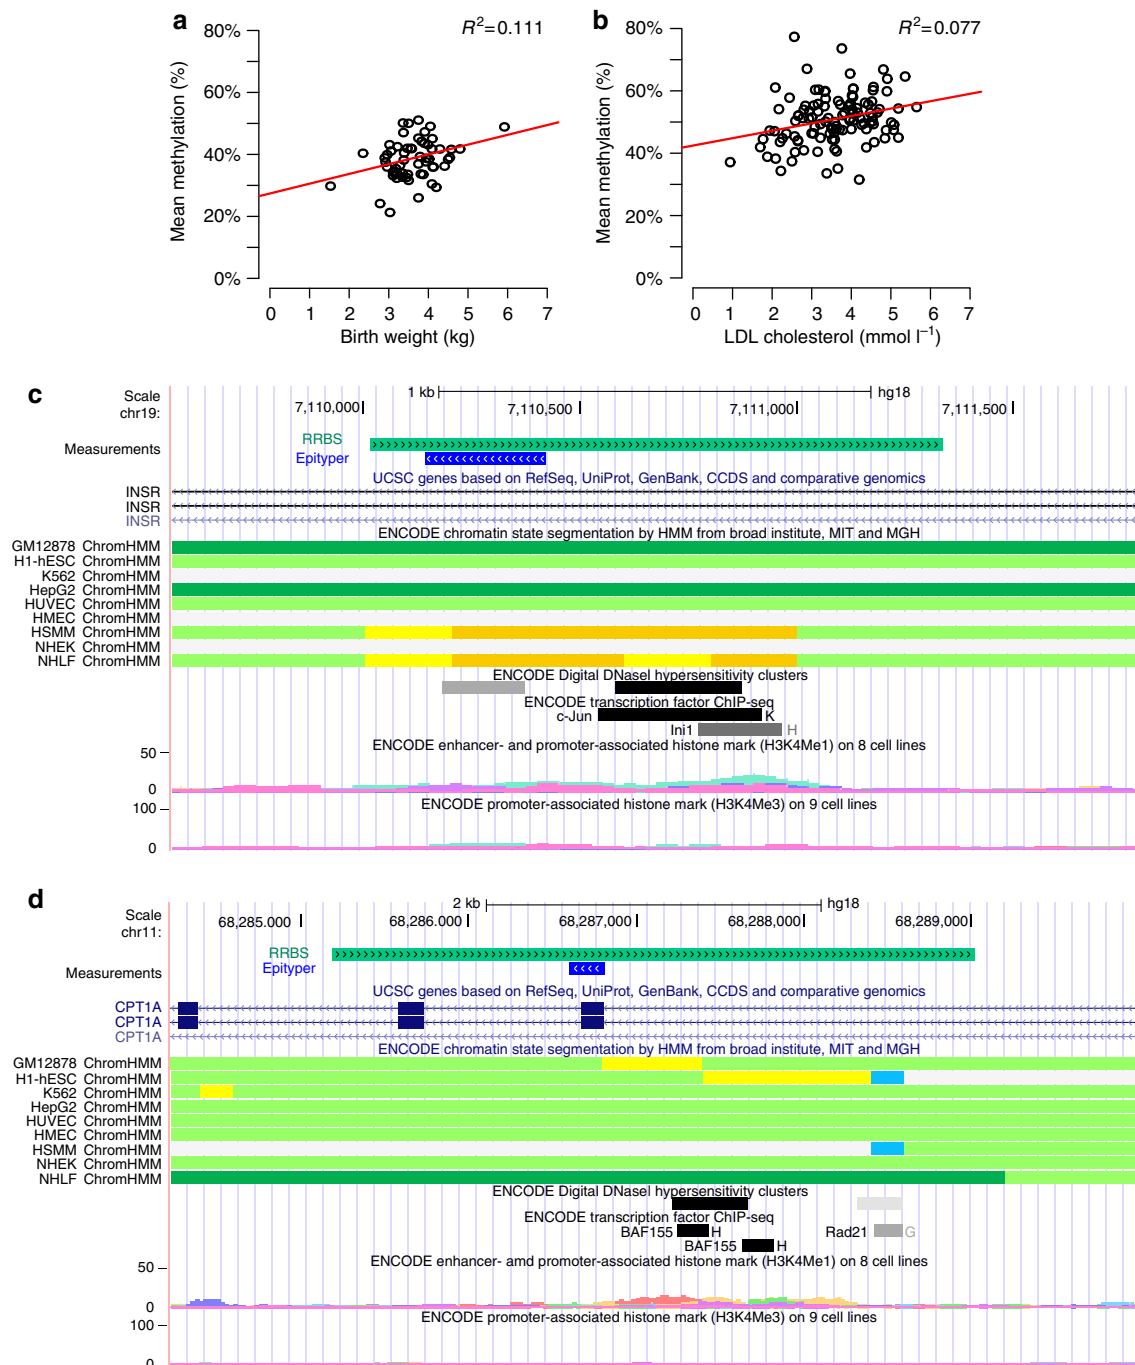 a
b
R²=0.111
R²=0.077
80%
60%
40%
20%
0%
Mean methylation (%)
0 1 2 3 4 5 6 7
Birth weight (kg)
80%
60%
40%
20%
0%
Mean methylation (%)
0 1 2 3 4 5 6 7
LDL cholesterol (mmol l⁻¹)
c
Scale
1 kb
hg18
chr19:
7,110,000
7,110,500
7,111,000
7,111,500
Measurements
RRBS
Epityper
UCSC genes based on RefSeq, UniProt, GenBank, CCDS and comparative genomics
INSR
INSR
INSR
ENCODE chromatin state segmentation by HMM from broad institute, MIT and MGH
GM12878 ChromHMM
H1-hESC ChromHMM
K562 ChromHMM
HepG2 ChromHMM
HUVEC ChromHMM
HMEC ChromHMM
HSMM ChromHMM
NHEK ChromHMM
NHLF ChromHMM
ENCODE Digital DNaseI hypersensitivity clusters
ENCODE transcription factor ChIP-seq
c-Jun K
Ini1 H
ENCODE enhancer- and promoter-associated histone mark (H3K4Me1) on 8 cell lines
50
0
ENCODE promoter-associated histone mark (H3K4Me3) on 9 cell lines
100
0
d
Scale
2 kb
hg18
chr11:
68,285.000
68,286.000
68,287,000
68,288,000
68,289,000
RRBS
Measurements
Epityper
UCSC genes based on RefSeq, UniProt, GenBank, CCDS and comparative genomics
CPT1A
CPT1A
CPT1A
ENCODE chromatin state segmentation by HMM from broad institute, MIT and MGH
GM12878 ChromHMM
H1-hESC ChromHMM
K562 ChromHMM
HepG2 ChromHMM
HUVEC ChromHMM
HMEC ChromHMM
HSMM ChromHMM
NHEK ChromHMM
NHLF ChromHMM
ENCODE Digital DNaseI hypersensitivity clusters
ENCODE transcription factor ChIP-seq
BAF155 H
Rad21 G
BAF155 H
ENCODE enhancer- amd promoter-associated histone mark (H3K4Me1) on 8 cell lines
50
0
ENCODE promoter-associated histone mark (H3K4Me3) on 9 cell lines
100
0